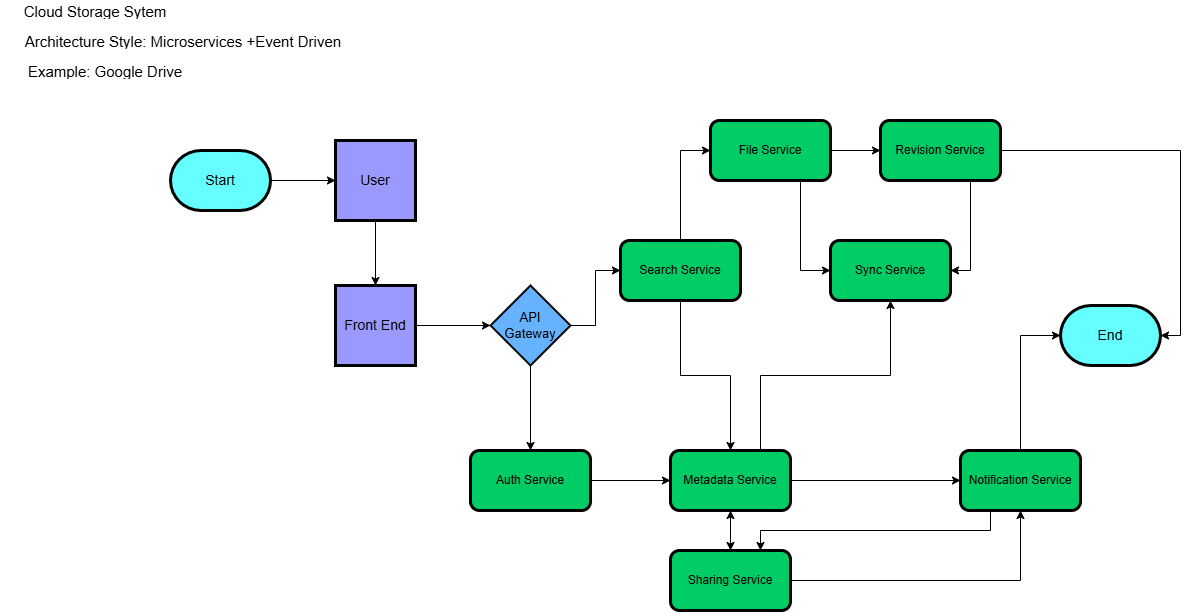 Cloud Storage Sytem
Architecture Style: Microservices +Event Driven
Example: Google Drive
File Service
Revision Service
Start
User
Search Service
Sync Service
Front End
API
Gateway
End
Auth Service
Metadata Service
Notification Service
Sharing Service